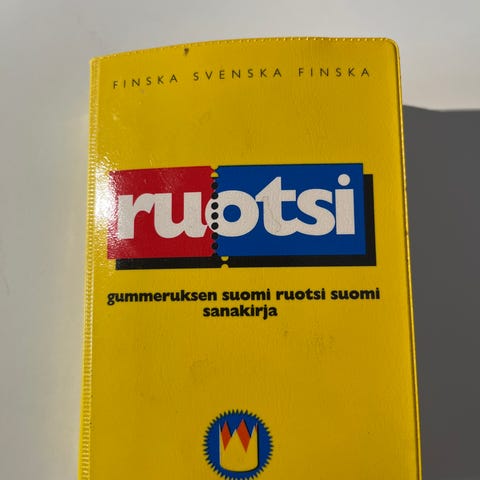 FINSKA SVENSKA FINSKA
ruotsi
gummeruksen suomi ruotsi suomi
sanakirja